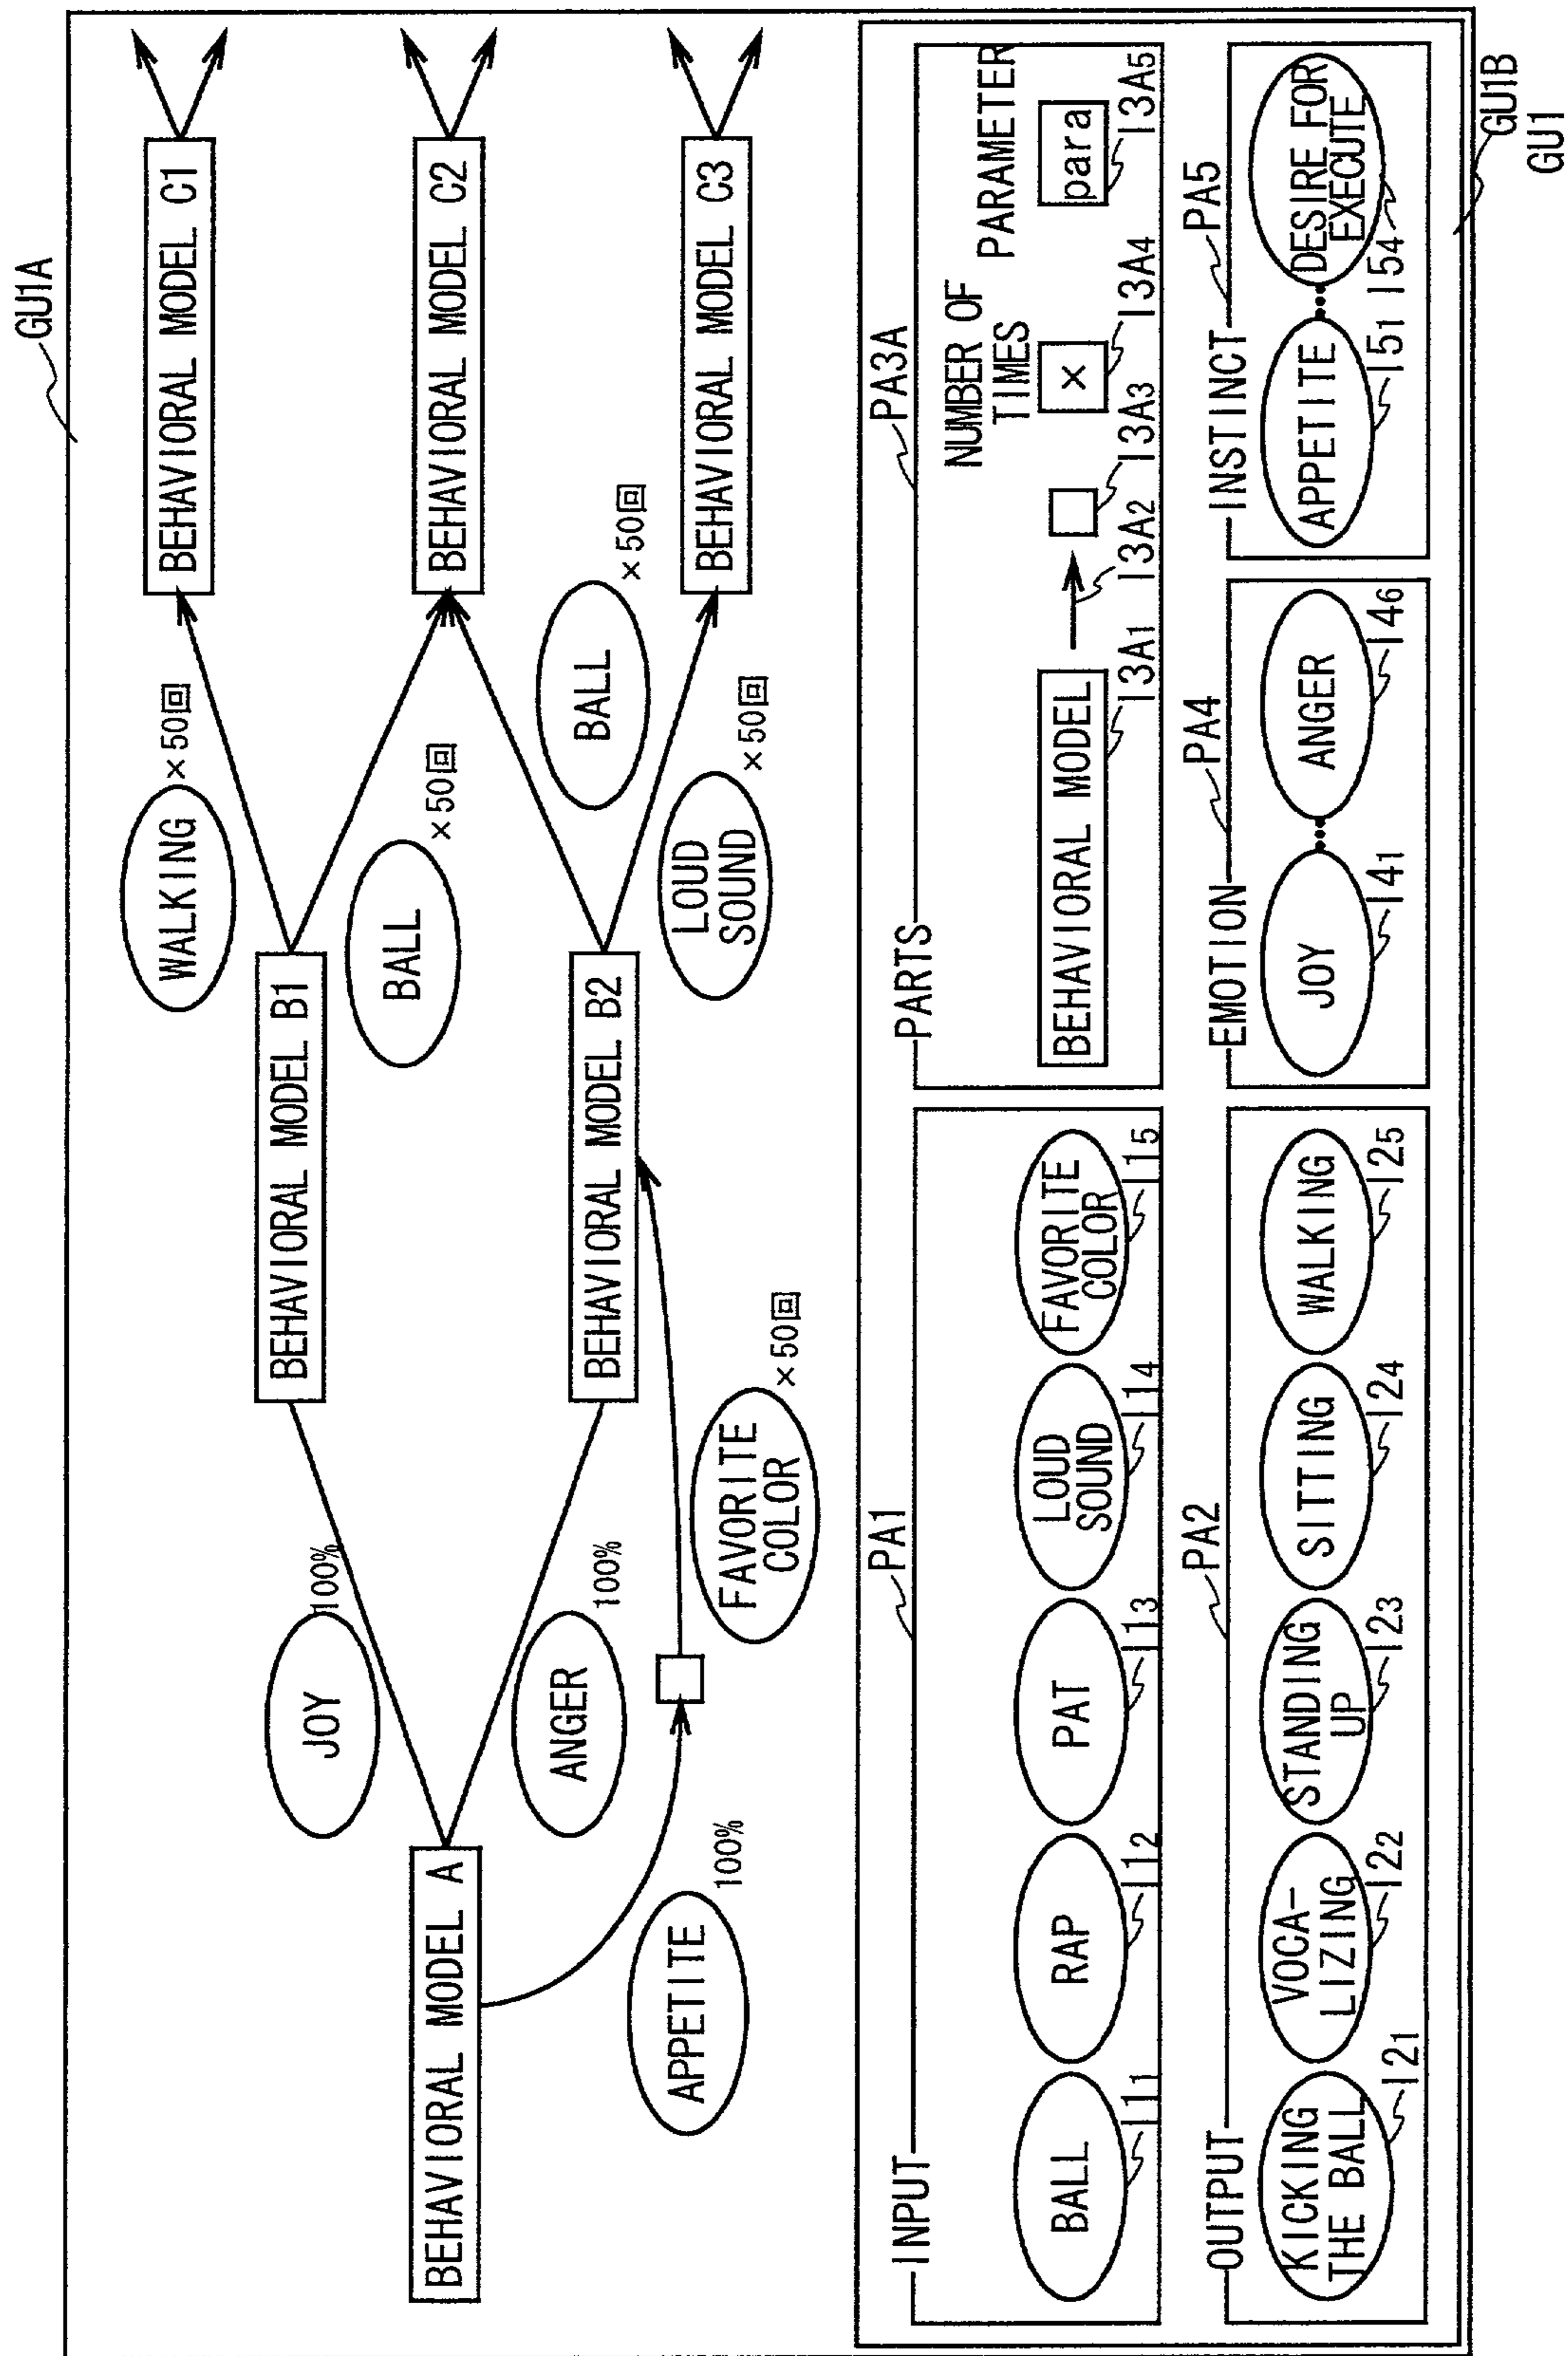 GU1A
BEHAVIORAL MODEL A
JOY
100%
ANGER
100%
APPETITE
100%
FAVORITE
COLOR
×50回
BEHAVIORAL MODEL B1
BEHAVIORAL MODEL B2
WALKING
×50回
BALL
×50回
BALL
×50回
LOUD
SOUND
×50回
BEHAVIORAL MODEL C1
BEHAVIORAL MODEL C2
BEHAVIORAL MODEL C3
INPUT
PA1
BALL
I11
RAP
I12
PAT
I13
LOUD
SOUND
I14
FAVORITE
COLOR
I15
PARTS
PA3A
BEHAVIORAL MODEL
I3A1
I3A2
I3A3
NUMBER OF
TIMES
×
I3A4
PARAMETER
para
I3A5
OUTPUT
PA2
KICKING
THE BALL
I21
VOCA-
LIZING
I22
STANDING
UP
I23
SITTING
I24
WALKING
I25
EMOTION
PA4
JOY
I41
ANGER
I46
INSTINCT
PA5
APPETITE
I51
DESIRE FOR
EXECUTE
I54
GU1B
GU1